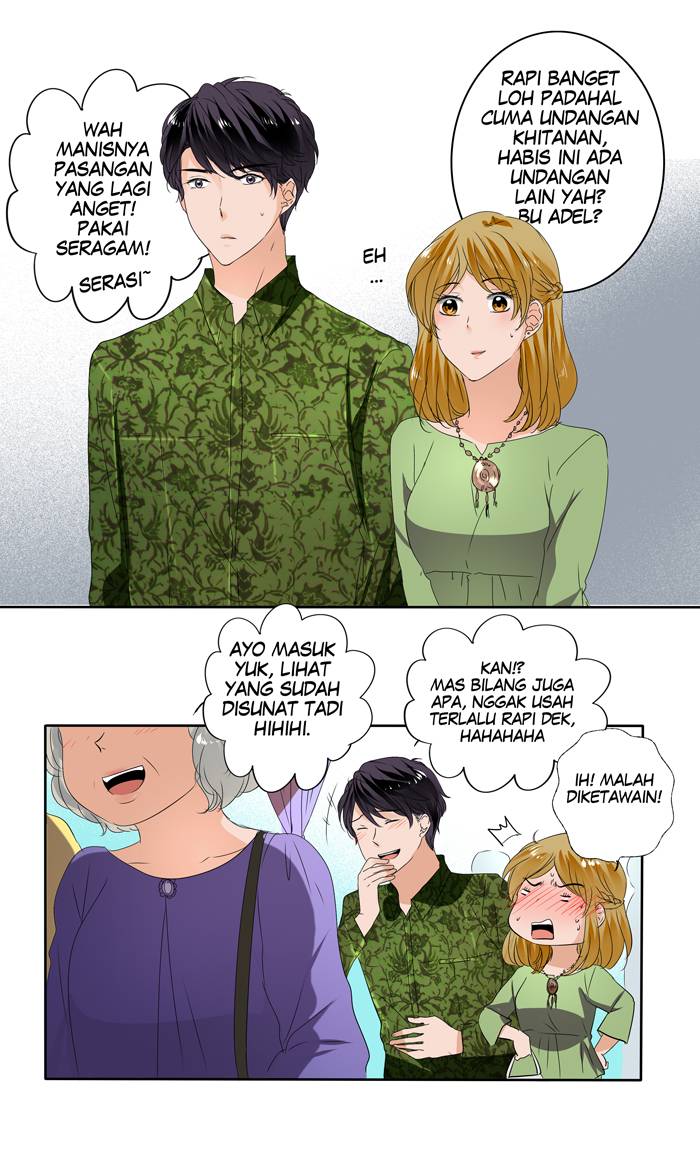 WAH
MANISNYA
PASANGAN
YANG LAGI
ANGET!
PAKAI
SERAGAM!
SERASI~
RAPI BANGET
LOH PADAHAL
CUMA UNDANGAN
KHITANAN,
HABIS INI ADA
UNDANGAN
LAIN YAH?
BU ADEL?
EH
...
AYO MASUK
YUK, LIHAT
YANG SUDAH
DISUNAT TADI
HIHIHI.
KAN!?
MAS BILANG JUGA
APA, NGGAK USAH
TERLALU RAPI DEK,
HAHAHAHA
IH! MALAH
DIKETAWAIN!